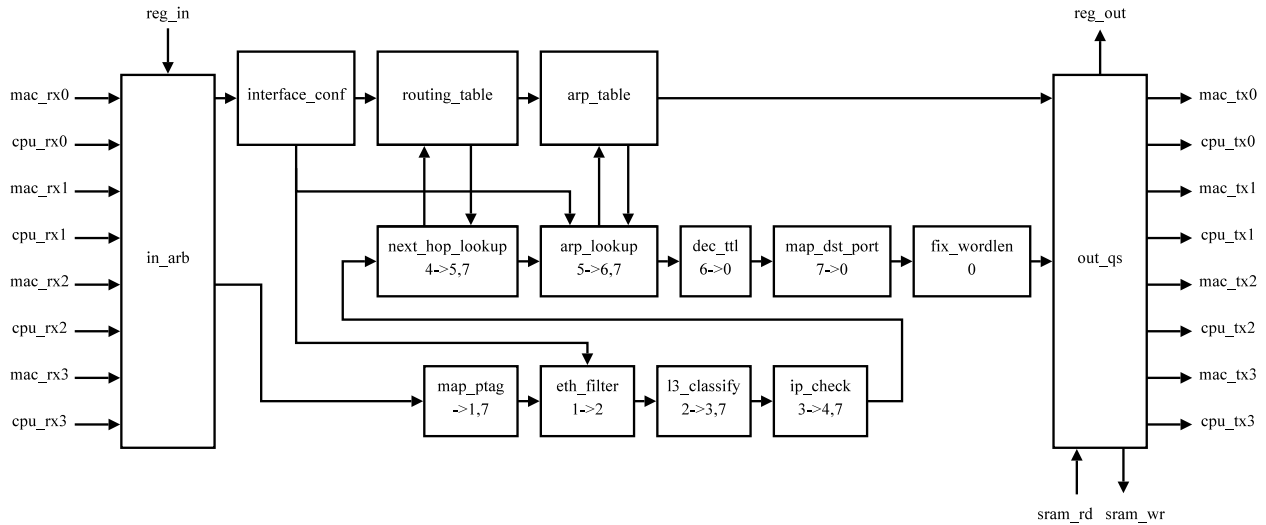 reg_in
reg_out
mac_rx0
cpu_rx0
mac_rx1
cpu_rx1
mac_rx2
cpu_rx2
mac_rx3
cpu_rx3
in_arb
interface_conf
routing_table
arp_table
next_hop_lookup
4->5,7
arp_lookup
5->6,7
dec_ttl
6->0
map_dst_port
7->0
fix_wordlen
0
map_ptag
->1,7
eth_filter
1->2
l3_classify
2->3,7
ip_check
3->4,7
out_qs
mac_tx0
cpu_tx0
mac_tx1
cpu_tx1
mac_tx2
cpu_tx2
mac_tx3
cpu_tx3
sram_rd
sram_wr